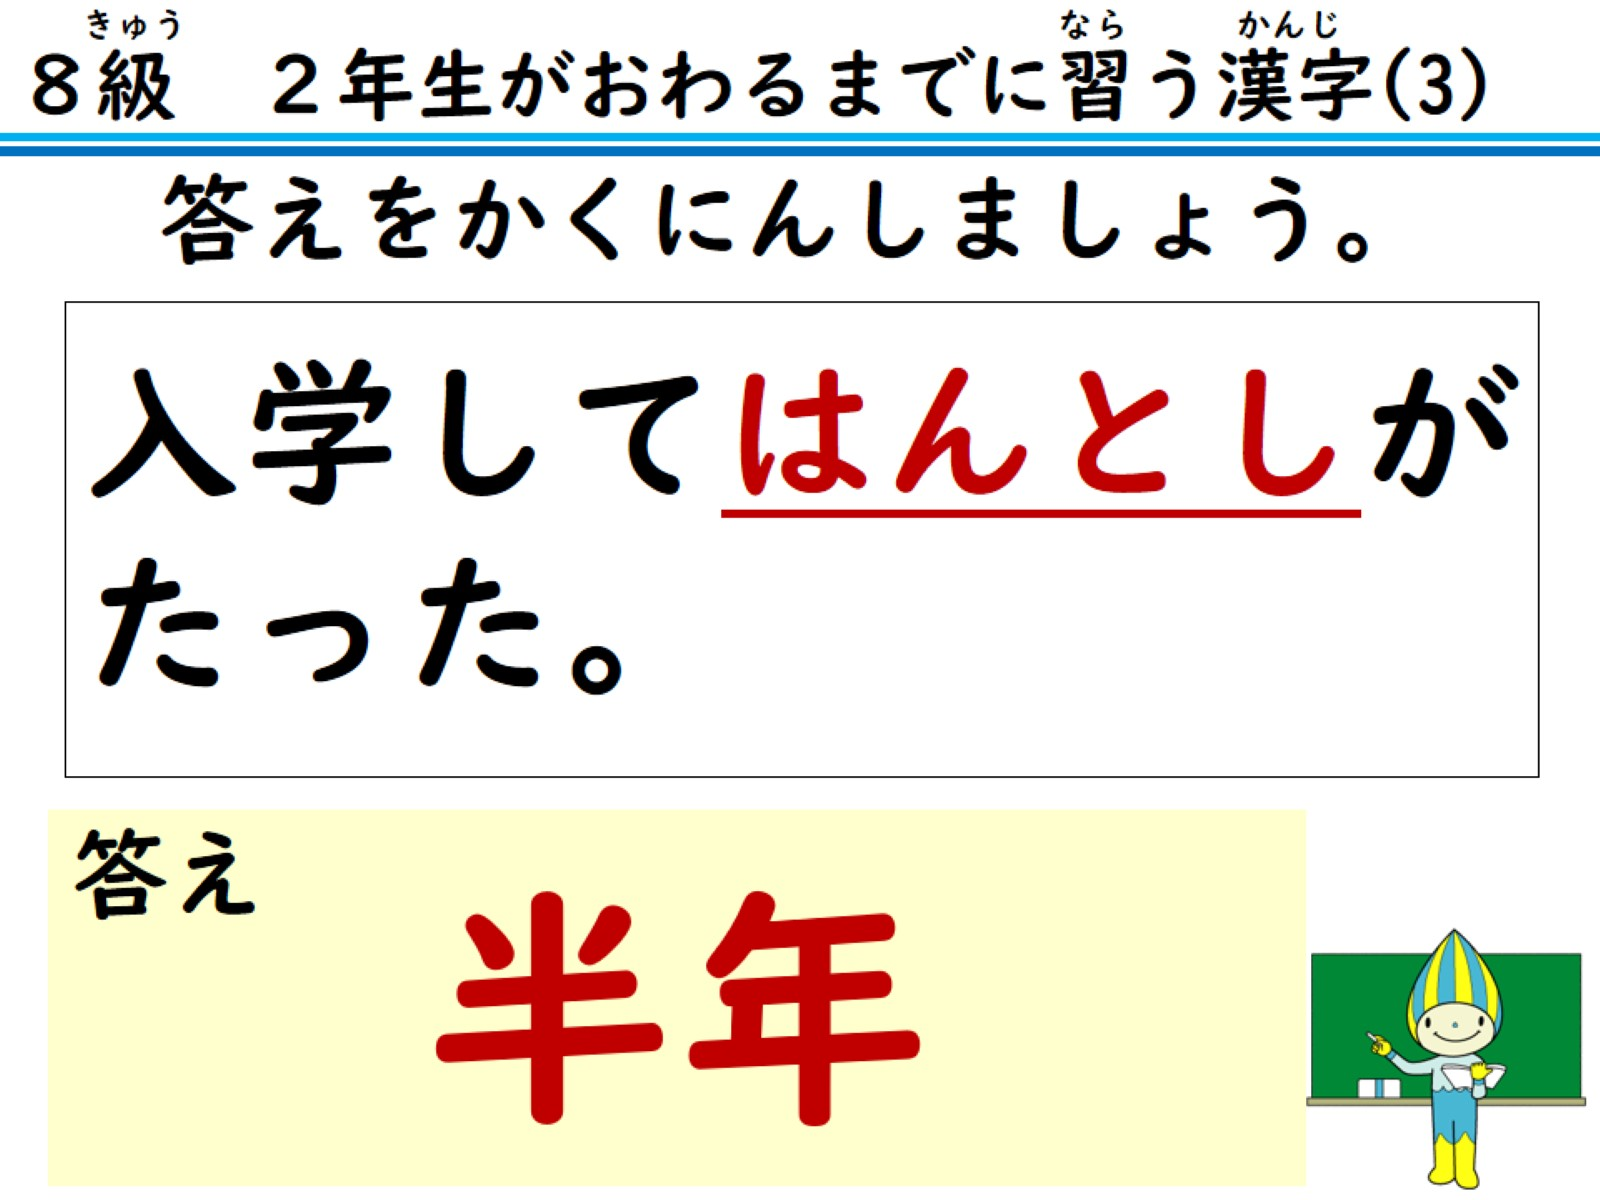 きゅう なら かんじ
８級　２年生がおわるまでに習う漢字(3)
答えをかくにんしましょう。
入学してはんとしが
たった。
答え
半年